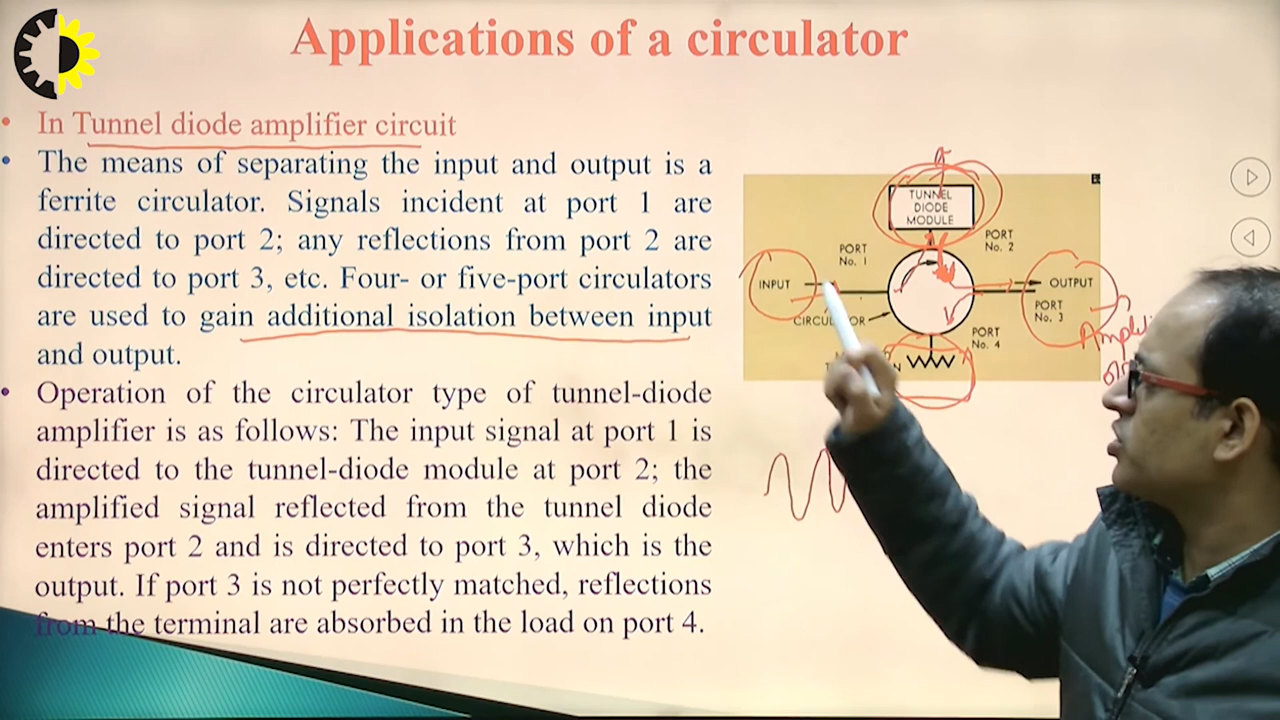 Applications of a circulator
• In Tunnel diode amplifier circuit
• The means of separating the input and output is a
ferrite circulator. Signals incident at port 1 are
directed to port 2; any reflections from port 2 are
directed to port 3, etc. Four- or five-port circulators
are used to gain additional isolation between input
and output.
• Operation of the circulator type of tunnel-diode
amplifier is as follows: The input signal at port 1 is
directed to the tunnel-diode module at port 2; the
amplified signal reflected from the tunnel diode
enters port 2 and is directed to port 3, which is the
output. If port 3 is not perfectly matched, reflections
from the terminal are absorbed in the load on port 4.
TUNNEL
DIODE
MODULE
PORT
No. 2
PORT
No. 1
INPUT
OUTPUT
PORT
No. 3
PORT
No. 4